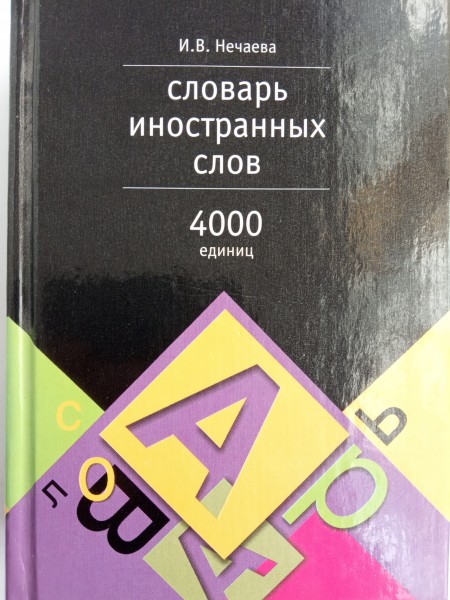 И.В. Нечаева
словарь
иностранных
слов
4000
единиц
с
л
о
В
А
А
р
ь